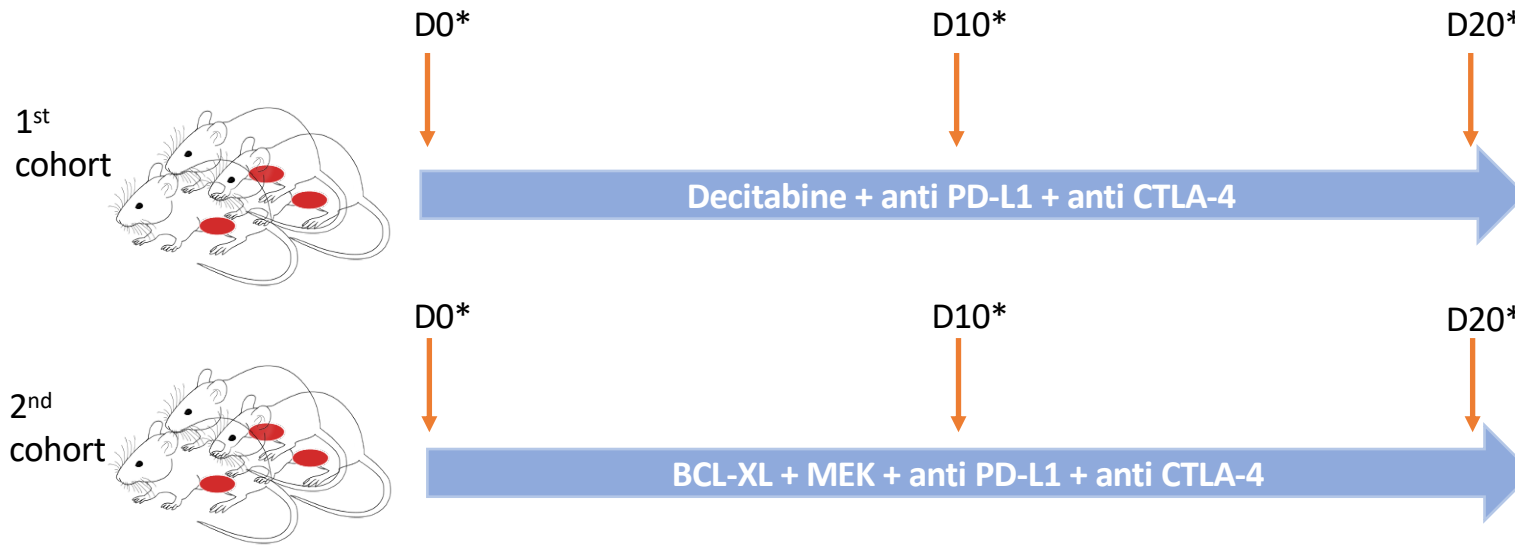 D0*
D10*
D20*
1st
cohort
Decitabine + anti PD-L1 + anti CTLA-4
D0*
D10*
D20*
2nd
cohort
BCL-XL + MEK + anti PD-L1 + anti CTLA-4